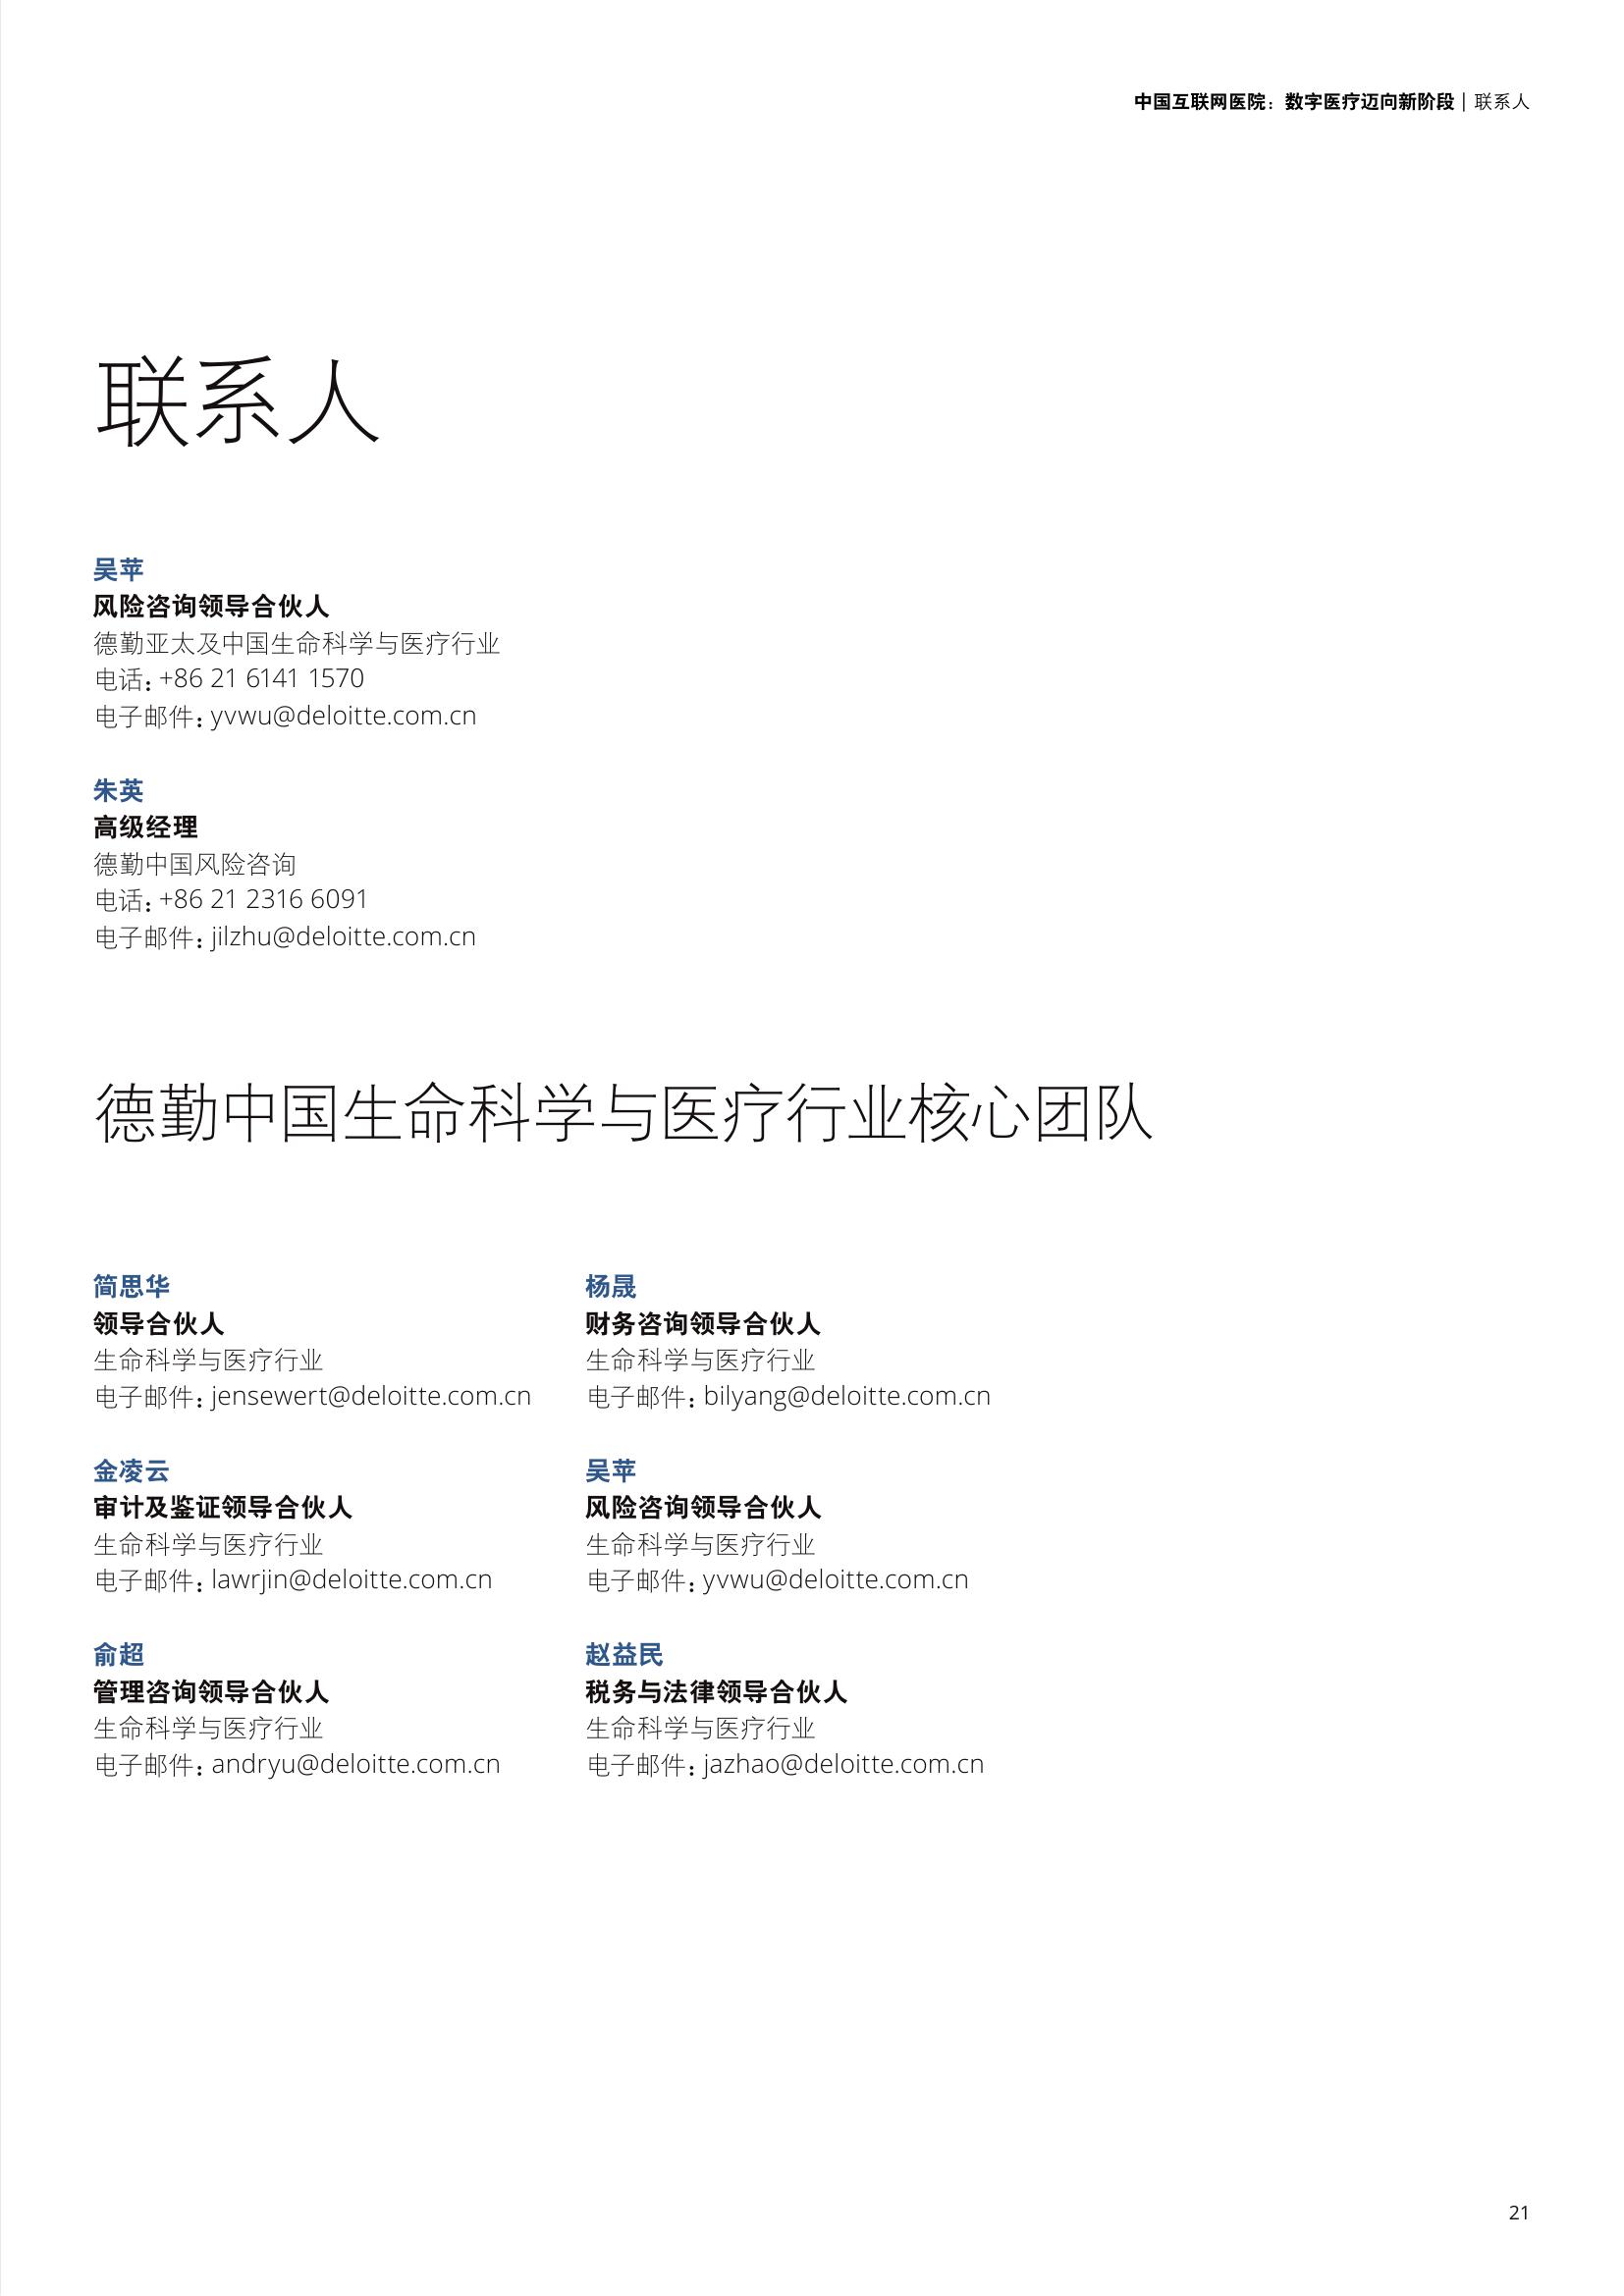 中国互联网医院：数字医疗迈向新阶段 | 联系人
联系人
吴苹
风险咨询领导合伙人
德勤亚太及中国生命科学与医疗行业
电话：+86 21 6141 1570
电子邮件：yvwu@deloitte.com.cn
朱英
高级经理
德勤中国风险咨询
电话：+86 21 2316 6091
电子邮件：jilzhu@deloitte.com.cn
德勤中国生命科学与医疗行业核心团队
简思华
领导合伙人
生命科学与医疗行业
电子邮件：jensewert@deloitte.com.cn
金凌云
审计及鉴证领导合伙人
生命科学与医疗行业
电子邮件：lawrjin@deloitte.com.cn
俞超
管理咨询领导合伙人
生命科学与医疗行业
电子邮件：andryu@deloitte.com.cn
杨晟
财务咨询领导合伙人
生命科学与医疗行业
电子邮件：bilyang@deloitte.com.cn
吴苹
风险咨询领导合伙人
生命科学与医疗行业
电子邮件：yvwu@deloitte.com.cn
赵益民
税务与法律领导合伙人
生命科学与医疗行业
电子邮件：jazhao@deloitte.com.cn
21